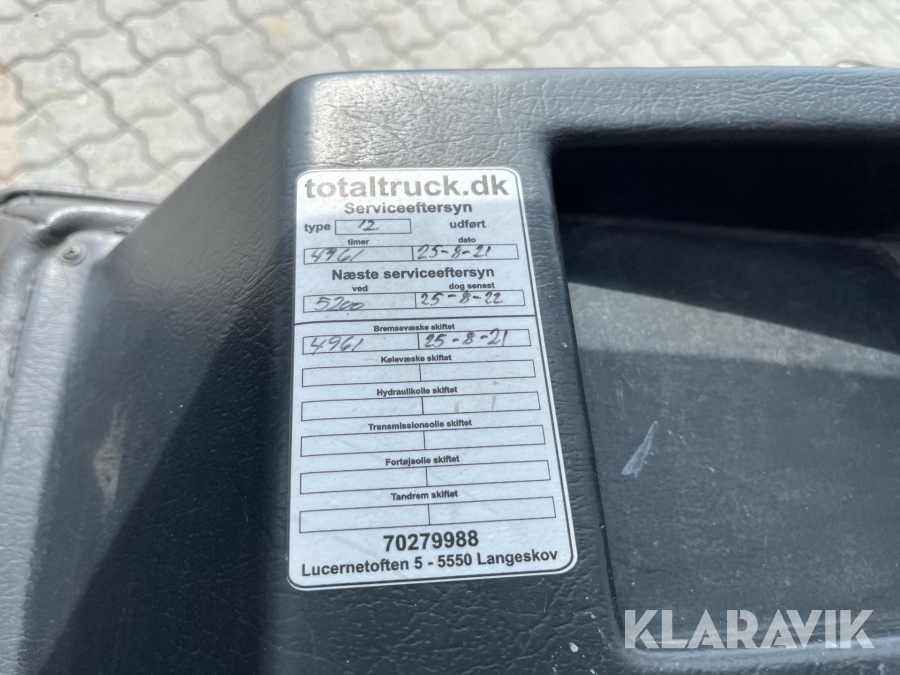 totaltruck.dk
Serviceeftersyn
type 12 udført
timer dato
4961 25-8-21
Næste serviceeftersyn
ved dog senest
5200 25-8-22
Bremsevæske skiftet
4961 25-8-21
Kølevæske skiftet
Hydraulikolie skiftet
Transmissionsolie skiftet
Fortøjsolie skiftet
Tandrem skiftet
70279988
Lucernetoften 5 - 5550 Langeskov
KLARAVIK